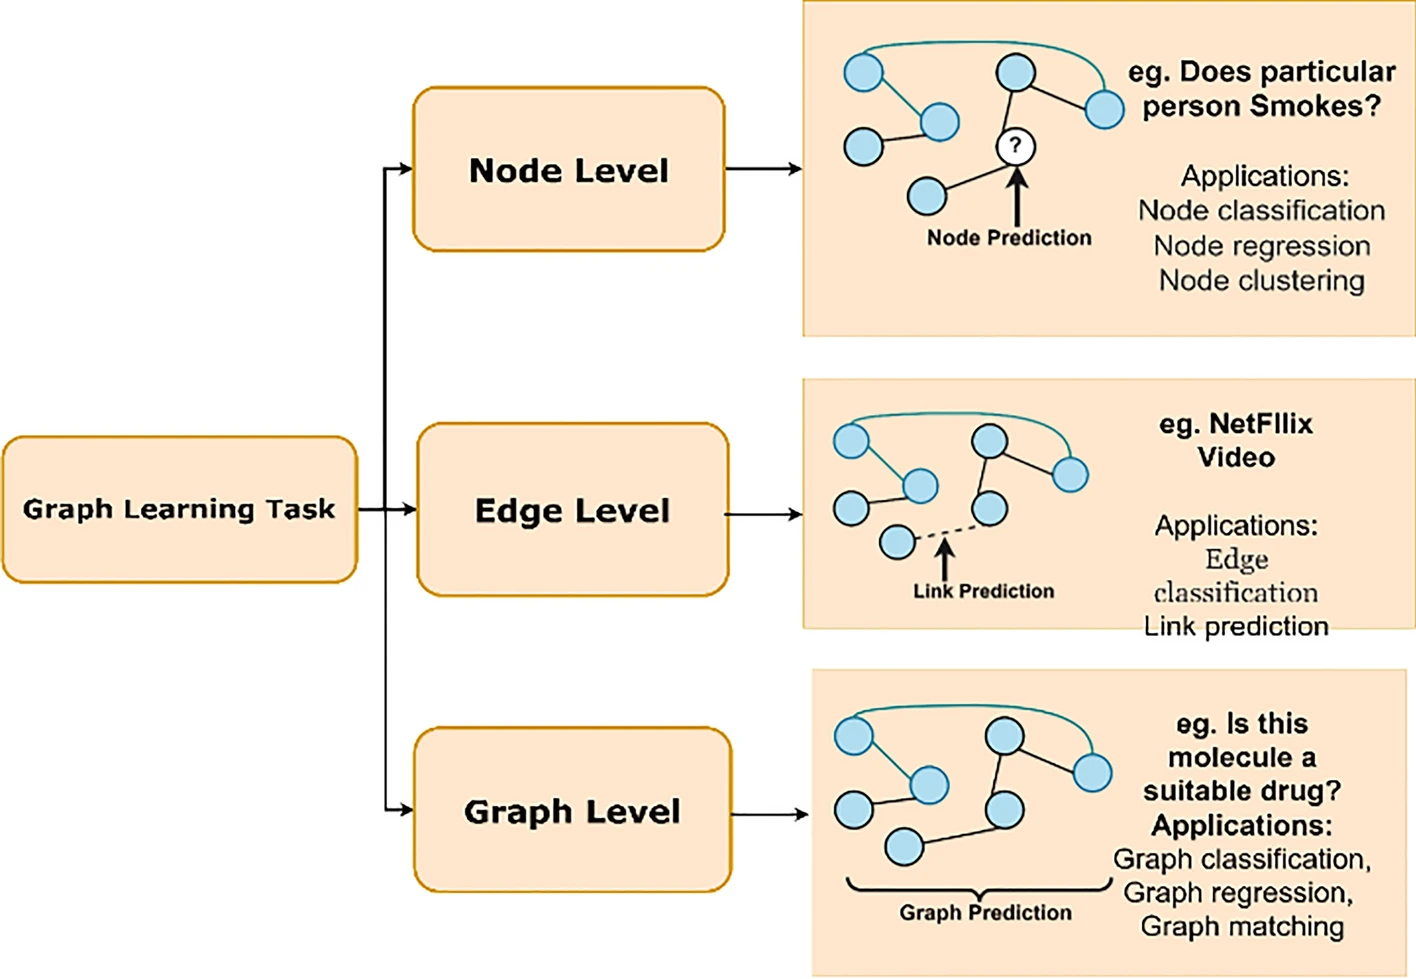 Graph Learning Task
Node Level
eg. Does particular
person Smokes?
Applications:
Node classification
Node regression
Node clustering
?
Node Prediction
Edge Level
eg. NetFllix
Video
Applications:
Edge
classification
Link prediction
Link Prediction
Graph Level
eg. Is this
molecule a
suitable drug?
Applications:
Graph classification,
Graph regression,
Graph matching
Graph Prediction